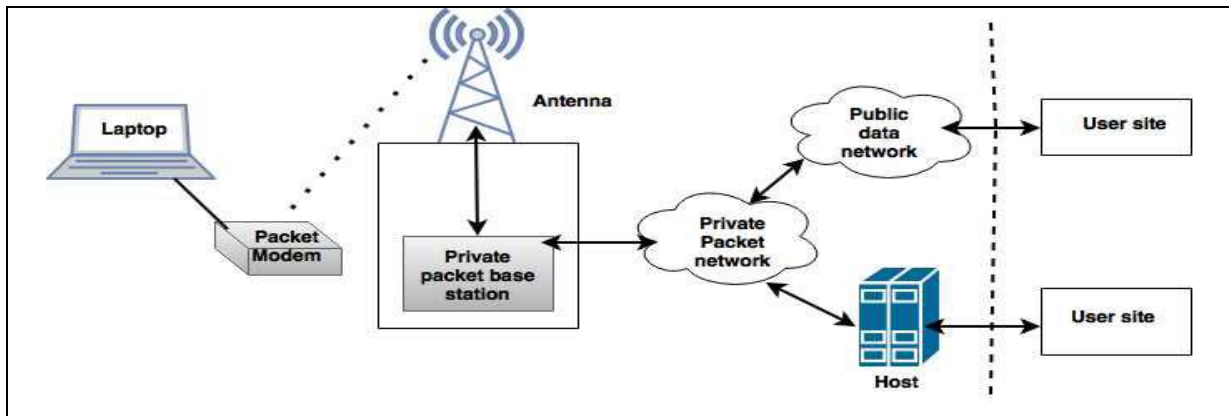 Laptop
Packet
Modem
Antenna
Private
packet base
station
Private
Packet
network
Public
data
network
Host
User site
User site